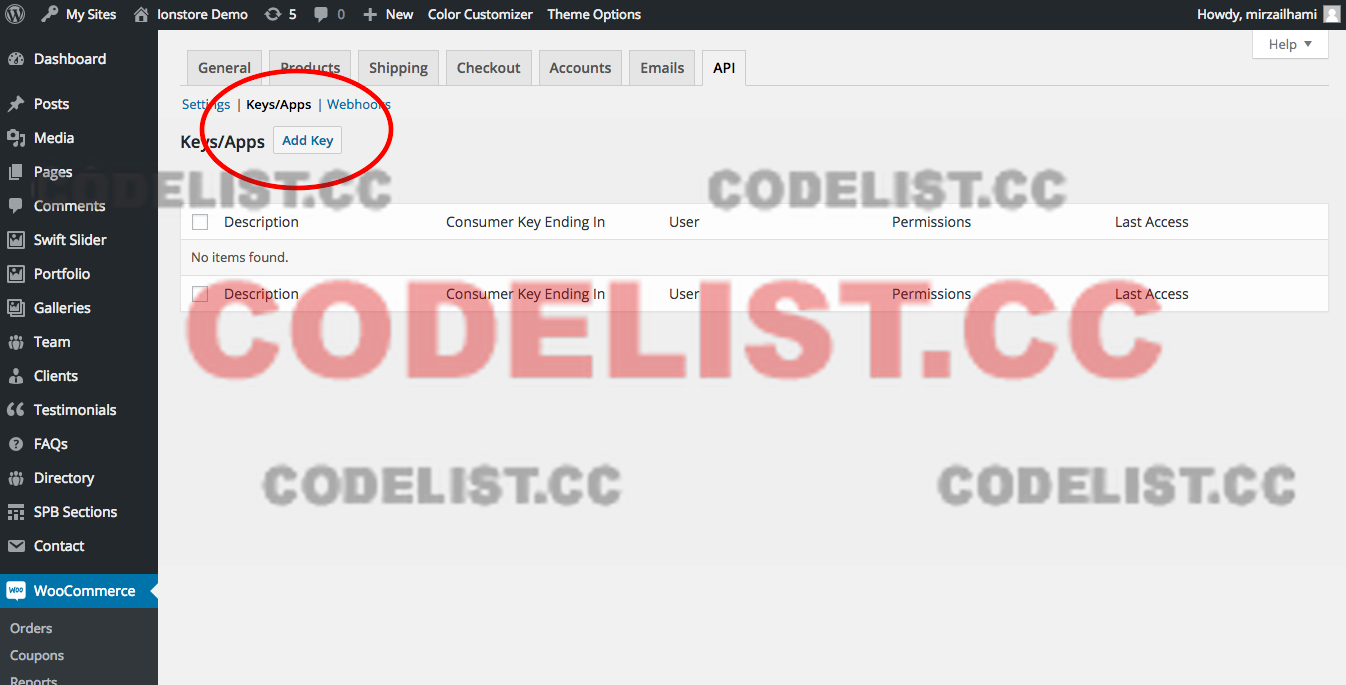 My Sites Ionstore Demo 5 0 New Color Customizer Theme Options Howdy, mirzailhami
Help
Dashboard
Posts
Media
Pages
Comments
Swift Slider
Portfolio
Galleries
Team
Clients
Testimonials
FAQs
Directory
SPB Sections
Contact
WooCommerce
Orders
Coupons
Reports
General Products Shipping Checkout Accounts Emails API
Settings | Keys/Apps | Webhooks
Keys/Apps Add Key
CODELIST.CC CODELIST.CC
Description Consumer Key Ending In User Permissions Last Access
No items found.
Description Consumer Key Ending In User Permissions Last Access
CODELIST.CC
CODELIST.CC CODELIST.CC